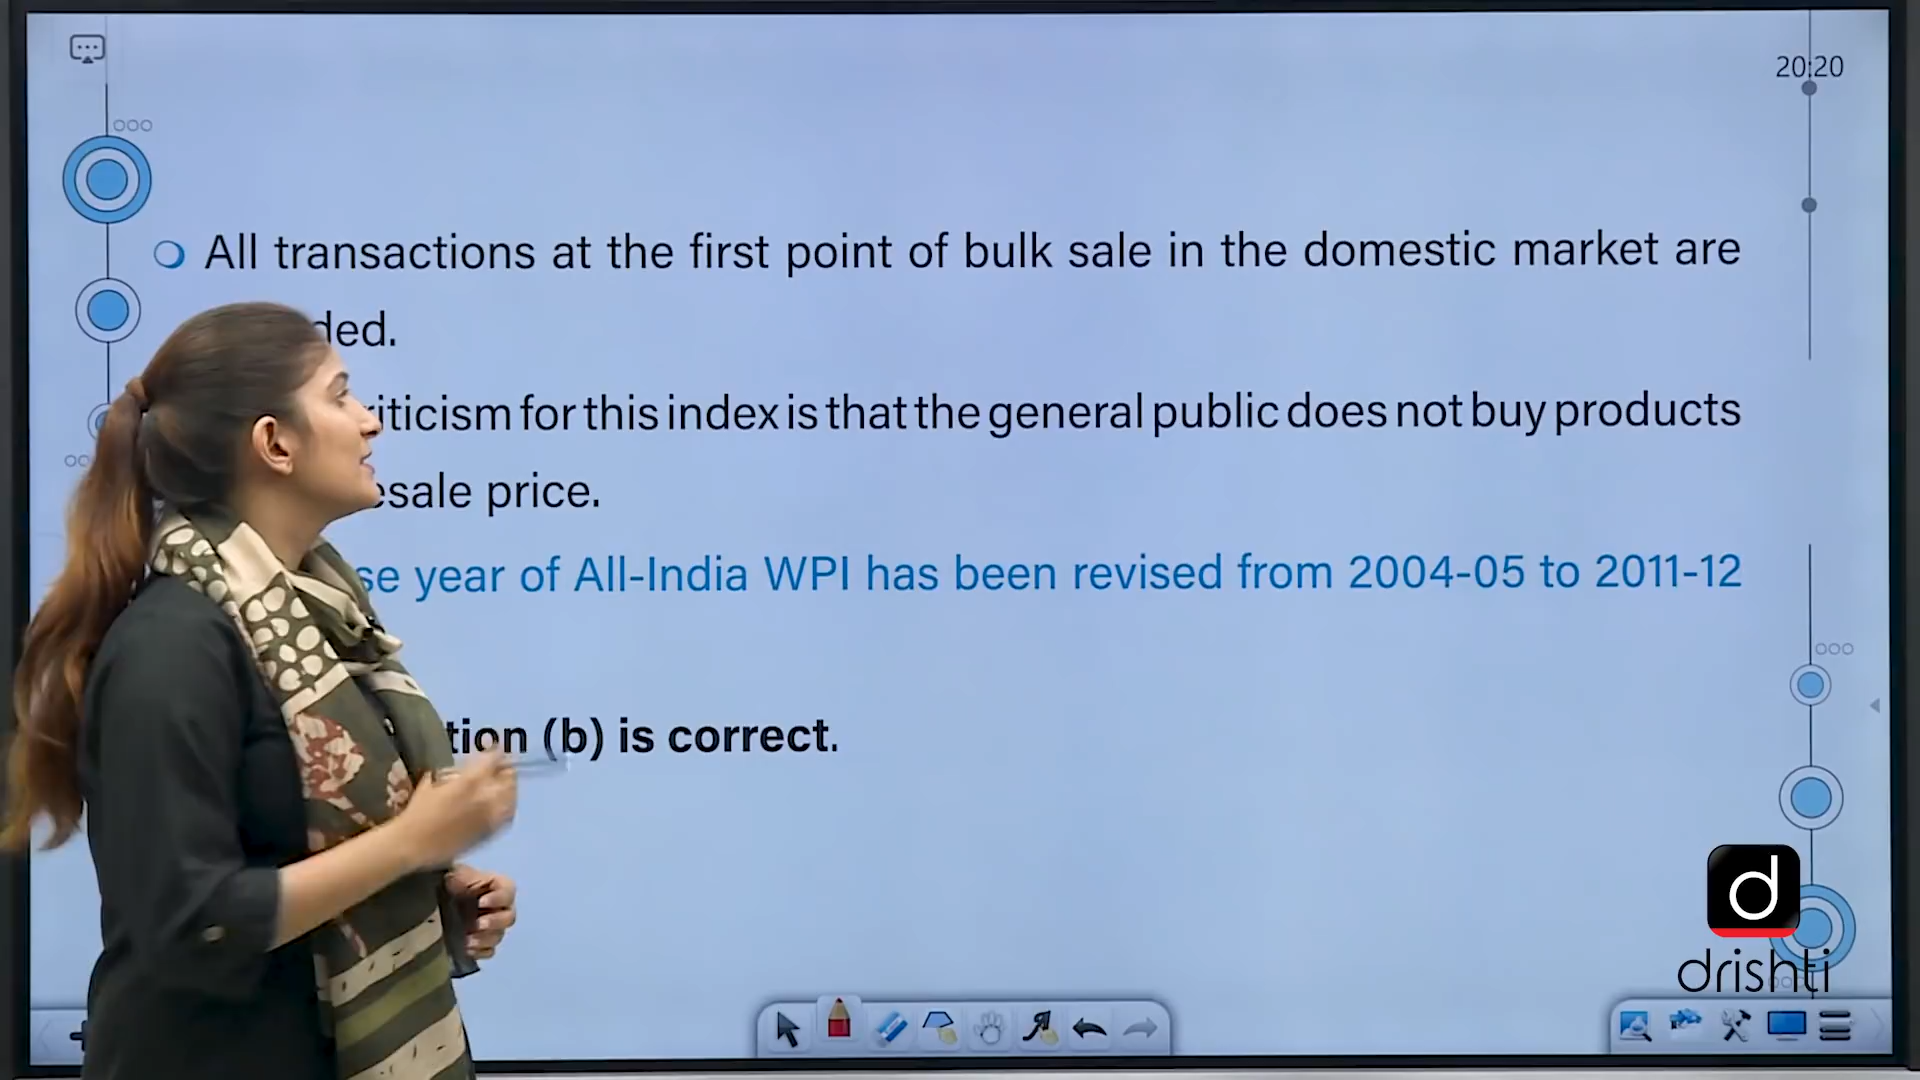 20:20
All transactions at the first point of bulk sale in the domestic market are
ded.
riticism for this index is that the general public does not buy products
esale price.
se year of All-India WPI has been revised from 2004-05 to 2011-12
tion (b) is correct.
d
drishti